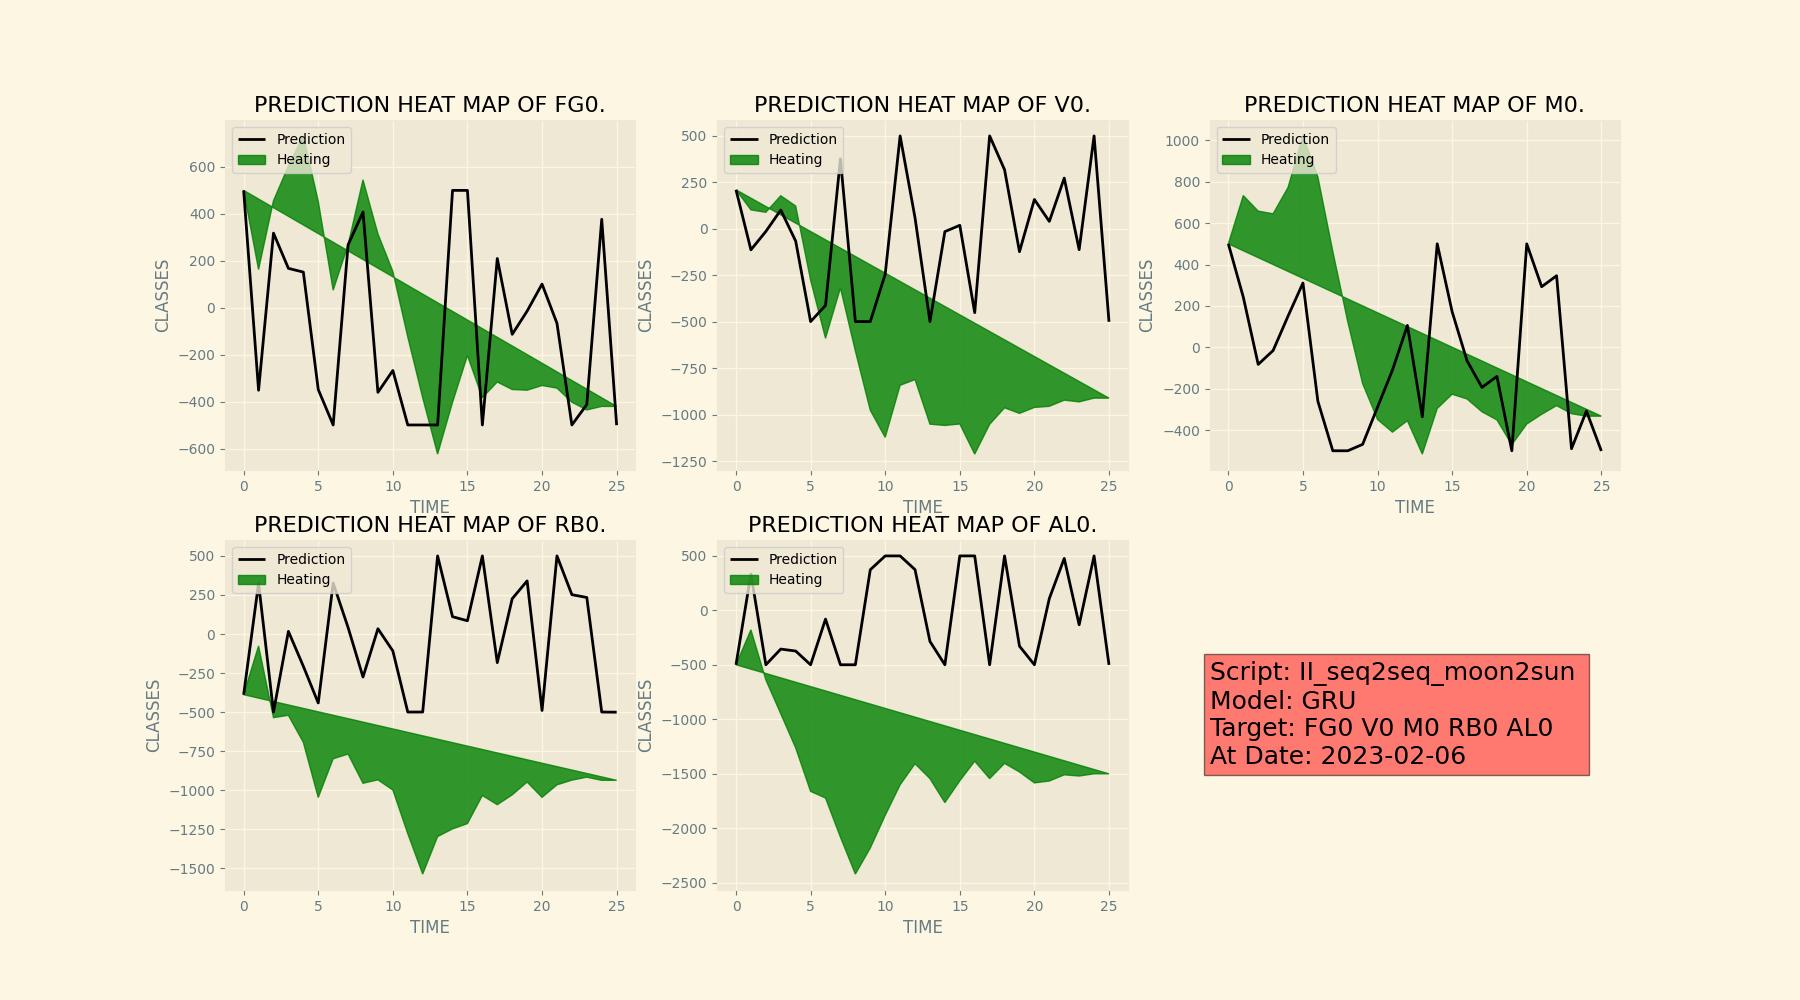 PREDICTION HEAT MAP OF FG0.
Prediction
Heating
600
400
200
0
−200
−400
−600
CLASSES
0 5 10 15 20 25
TIME
PREDICTION HEAT MAP OF V0.
Prediction
Heating
500
250
0
−250
−500
−750
−1000
−1250
CLASSES
0 5 10 15 20 25
TIME
PREDICTION HEAT MAP OF M0.
Prediction
Heating
1000
800
600
400
200
0
−200
−400
CLASSES
0 5 10 15 20 25
TIME
PREDICTION HEAT MAP OF RB0.
Prediction
Heating
500
250
0
−250
−500
−750
−1000
−1250
−1500
CLASSES
0 5 10 15 20 25
TIME
PREDICTION HEAT MAP OF AL0.
Prediction
Heating
500
0
−500
−1000
−1500
−2000
−2500
CLASSES
0 5 10 15 20 25
TIME
Script: II_seq2seq_moon2sun
Model: GRU
Target: FG0 V0 M0 RB0 AL0
At Date: 2023-02-06